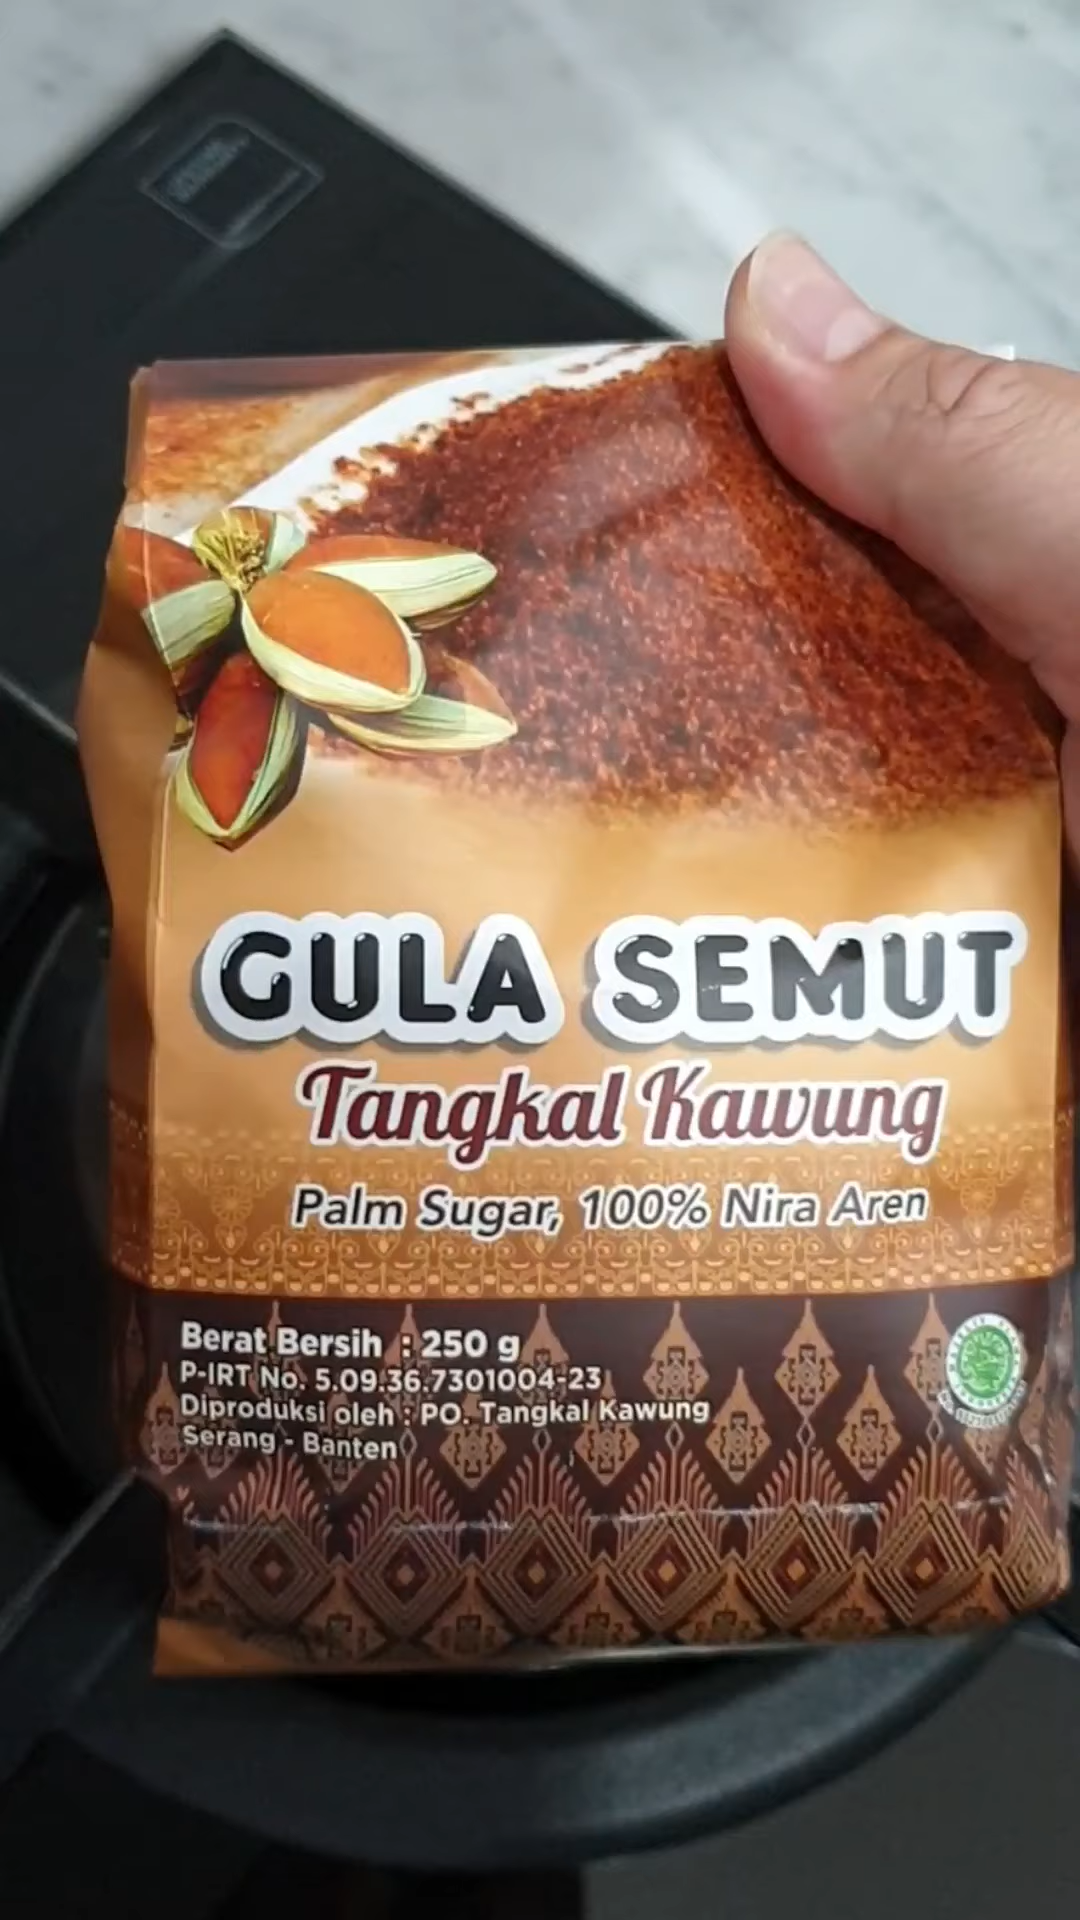 GULA SEMUT
Tangkal Kawung
Palm Sugar, 100% Nira Aren
Berat Bersih : 250 g
P-IRT No. 5.09.36.7301004-23
Diproduksi oleh : PO. Tangkal Kawung
Serang - Banten